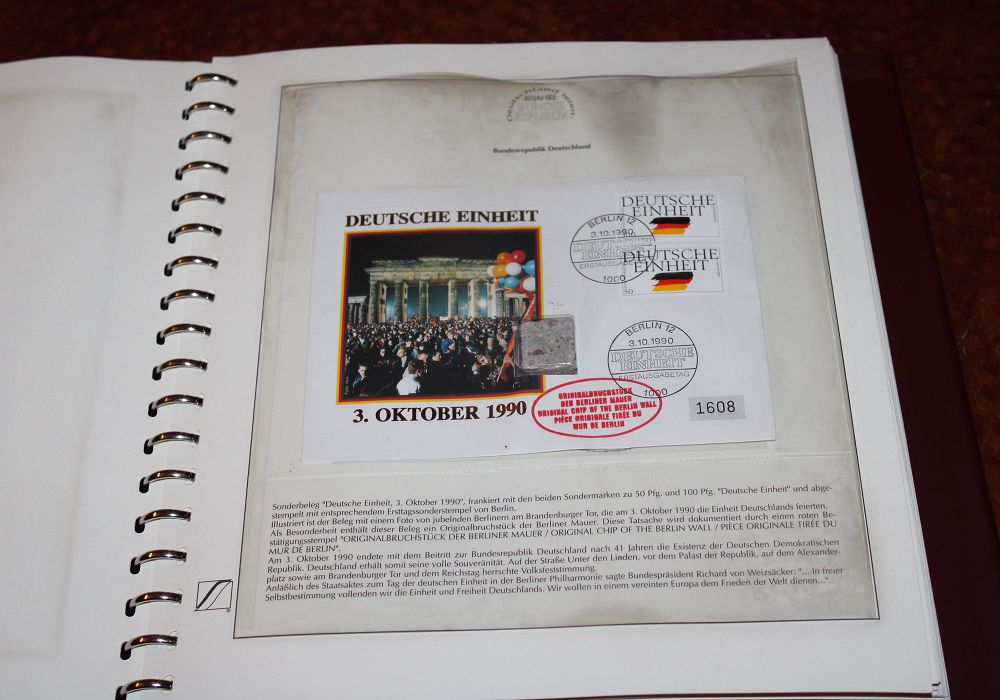 Deutschland feiert
40 JAHRE
BUNDES
REPUBLIK
Bundesrepublik Deutschland
DEUTSCHE EINHEIT
3. OKTOBER 1990
DEUTSCHE
EINHEIT
DEUTSCHE
EINHEIT
50
BERLIN 12
3.10.1990
DEUTSCHE
EINHEIT
ERSTAUSGABETAG
1000
BERLIN 12
3.10.1990
DEUTSCHE
EINHEIT
ERSTAUSGABETAG
1000
ORIGINALBRUCHSTÜCK
DER BERLINER MAUER
ORIGINAL CHIP OF THE BERLIN WALL
PIÈCE ORIGINALE TIRÉE DU
MUR DE BERLIN
1608
Sonderbeleg "Deutsche Einheit, 3. Oktober 1990", frankiert mit den beiden Sondermarken zu 50 Pfg. und 100 Pfg. "Deutsche Einheit" und abge-
stempelt mit entsprechendem Ersttagssonderstempel von Berlin.
Illustriert ist der Beleg mit einem Foto von jubelnden Berlinern am Brandenburger Tor, die am 3. Oktober 1990 die Einheit Deutschlands feierten.
Als Besonderheit enthält dieser Beleg ein Originalbruchstück der Berliner Mauer. Diese Tatsache wird dokumentiert durch einen roten Be-
stätigungsstempel "ORIGINALBRUCHSTÜCK DER BERLINER MAUER / ORIGINAL CHIP OF THE BERLIN WALL / PIÈCE ORIGINALE TIRÉE DU
MUR DE BERLIN".
Am 3. Oktober 1990 endete mit dem Beitritt zur Bundesrepublik Deutschland nach 41 Jahren die Existenz der Deutschen Demokratischen
Republik. Deutschland erhält somit seine volle Souveränität. Auf der Straße Unter den Linden, vor dem Palast der Republik, auf dem Alexander-
platz sowie am Brandenburger Tor und dem Reichstag herrschte Volksfeststimmung.
Anläßlich des Staatsaktes zum Tag der deutschen Einheit in der Berliner Philharmonie sagte Bundespräsident Richard von Weizsäcker: "... In freier
Selbstbestimmung vollenden wir die Einheit und Freiheit Deutschlands. Wir wollen in einem vereinten Europa dem Frieden der Welt dienen...".